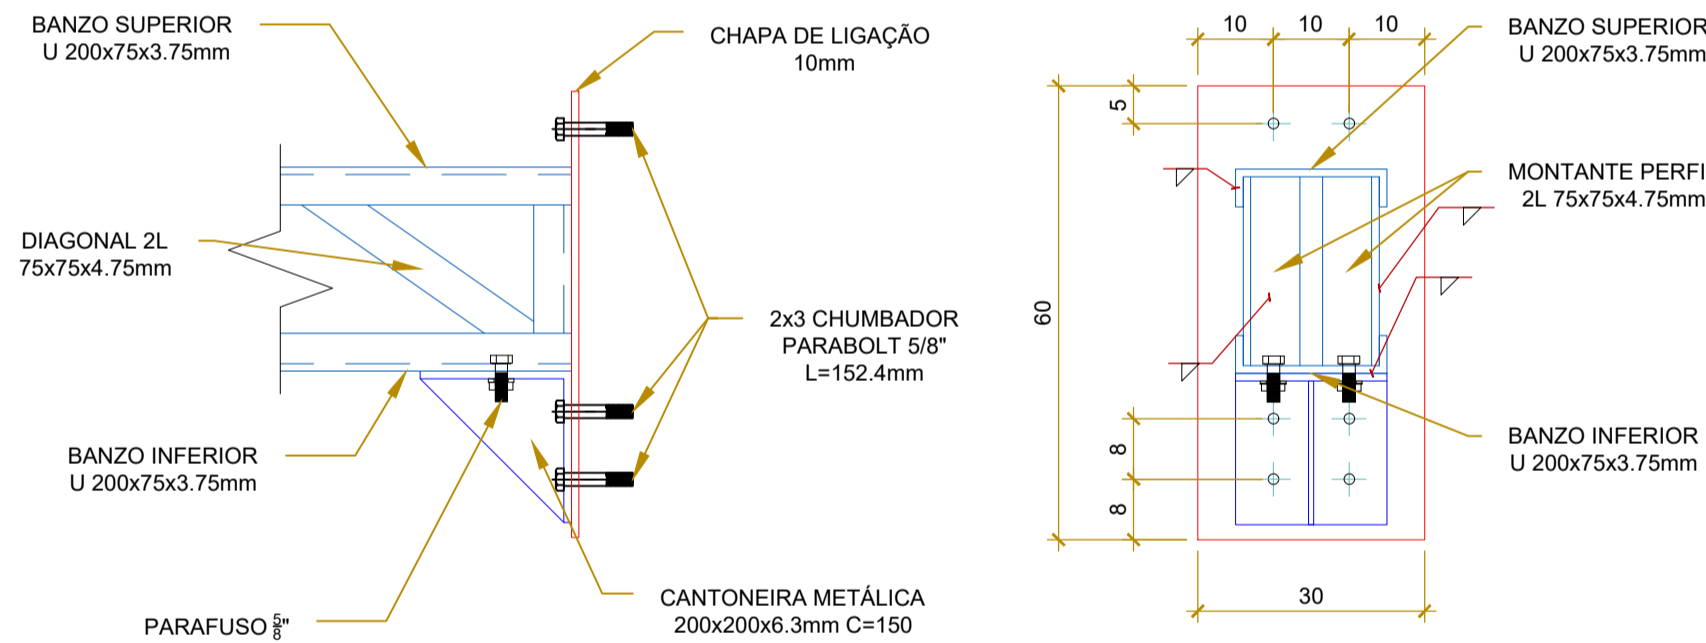 BANZO SUPERIOR
U 200x75x3.75mm
CHAPA DE LIGAÇÃO
10mm
DIAGONAL 2L
75x75x4.75mm
2x3 CHUMBADOR
PARABOLT 5/8"
L=152.4mm
BANZO INFERIOR
U 200x75x3.75mm
CANTONEIRA METÁLICA
200x200x6.3mm C=150
PARAFUSO 5/8"
10 10 10
BANZO SUPERIOR
U 200x75x3.75mm
5
MONTANTE PERFI
2L 75x75x4.75mm
60
BANZO INFERIOR
U 200x75x3.75mm
8
8
30